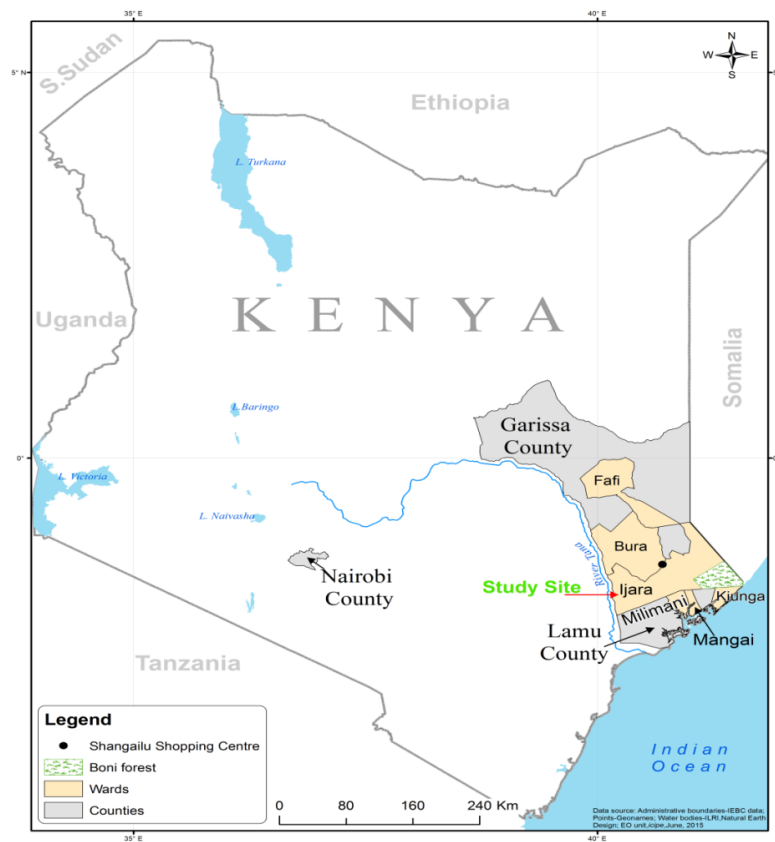 35° E
40° E
N
W E
S
5° N
5
S.Sudan
Ethiopia
L. Turkana
KENYA
Uganda
Somalia
L.Baringo
Garissa
County
0°
0
L. Victoria
Fafi
L. Naivasha
River Tana
Bura
Nairobi
County
Study Site
Ijara
Milimani
Kiunga
Lamu
County
Mangai
Tanzania
Legend
Shangailu Shopping Centre
Boni forest
Wards
Counties
Indian
Ocean
0 80 160 240 Km
Data source: Administrative boundaries-IEBC data;
Points-Geonames; Water bodies-ILRI,Natural Earth
Design; EO unit,icipe,June, 2015
35° E
40° E